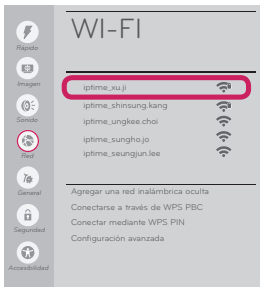 WI-FI
Rápido
Imagen
Sonido
Red
General
Seguridad
Accesibilidad
iptime_xu.ji
iptime_shinsung.kang
iptime_ungkee.choi
iptime_sungho.jo
iptime_seungjun.lee
Agregar una red inalámbrica oculta
Conectarse a través de WPS PBC
Conectar mediante WPS PIN
Configuración avanzada